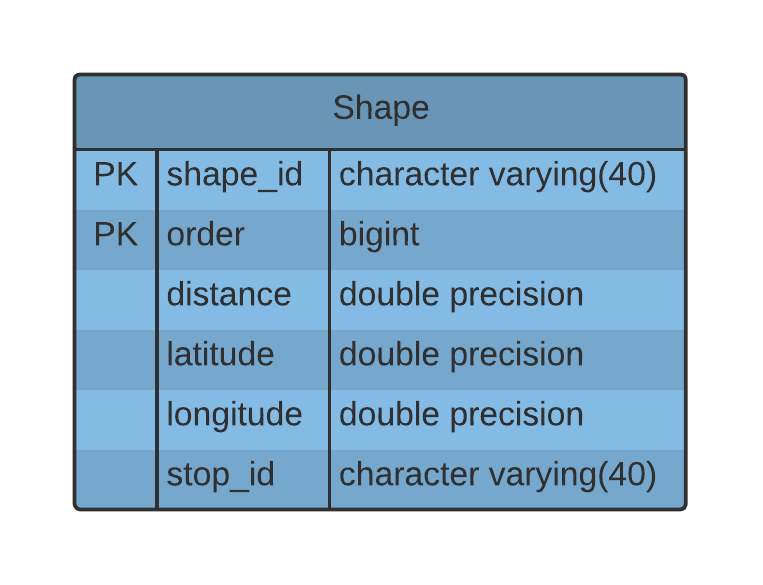 Shape
PK shape_id character varying(40)
PK order bigint
distance double precision
latitude double precision
longitude double precision
stop_id character varying(40)